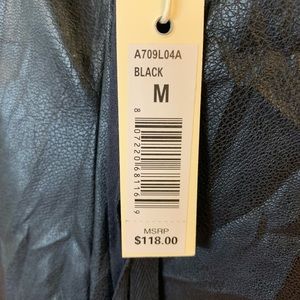 A709L04A
BLACK
M
8 07220 68116 9
MSRP
$118.00